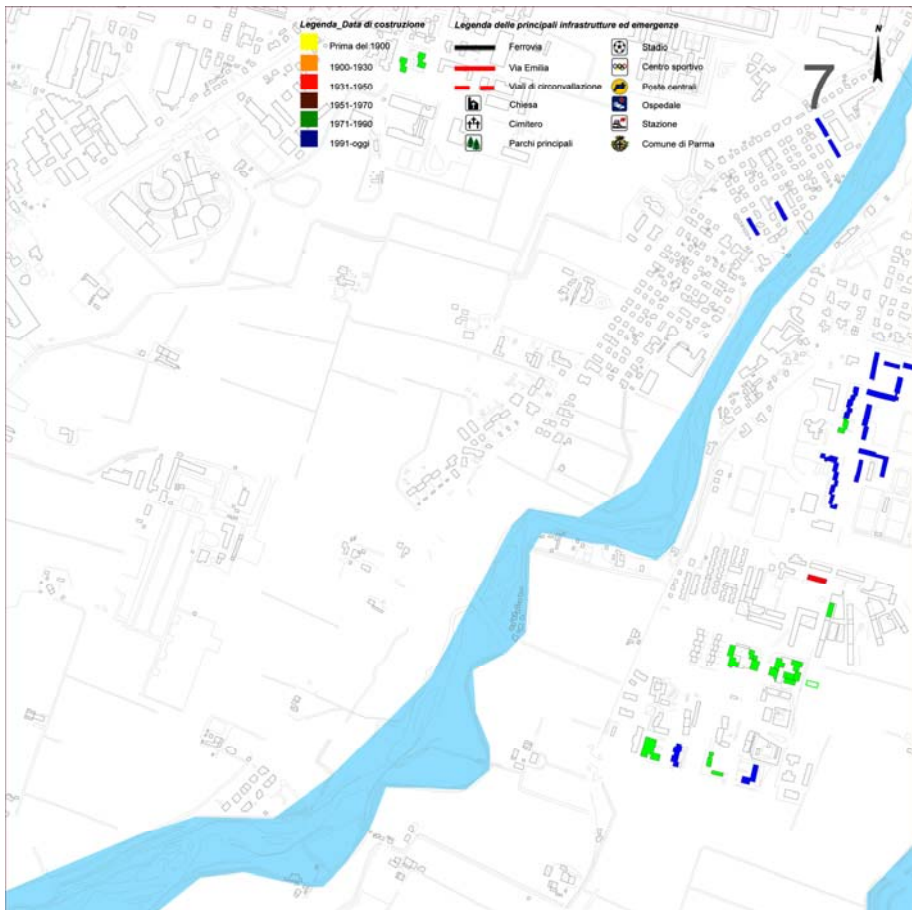 Legenda_Data di costruzione
Prima del 1900
1900-1930
1931-1950
1951-1970
1971-1990
1991-oggi
Legenda delle principali infrastrutture ed emergenze
Ferrovia
Via Emilia
Viali di circonvallazione
Chiesa
Cimitero
Parchi principali
Stadio
Centro sportivo
Poste centrali
Ospedale
Stazione
Comune di Parma
N
7